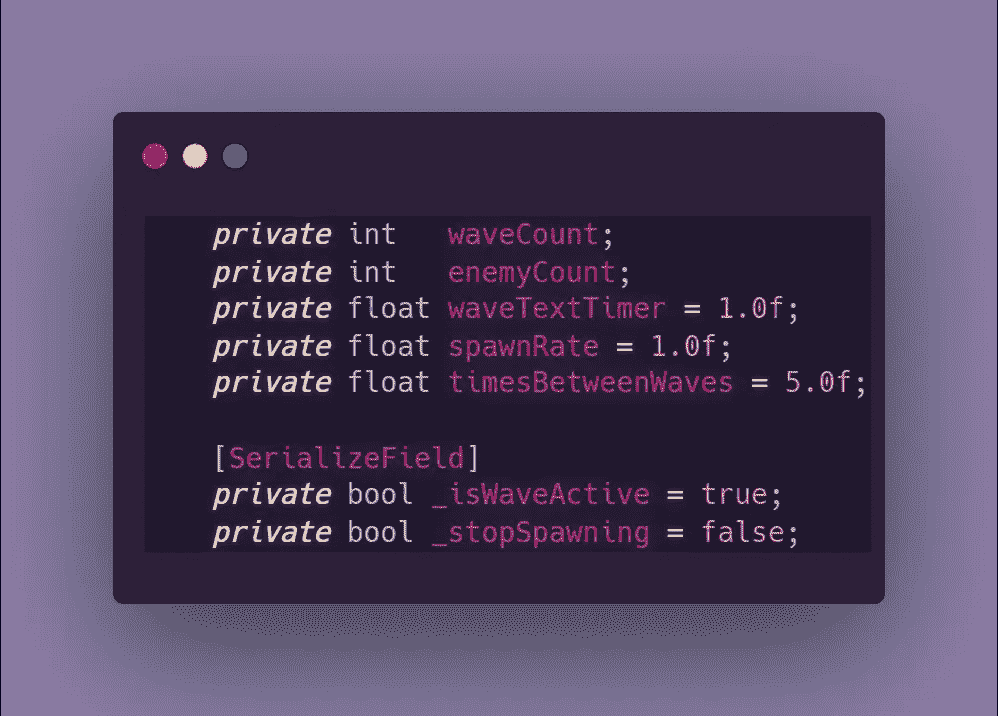 private int   waveCount;
private int   enemyCount;
private float waveTextTimer = 1.0f;
private float spawnRate = 1.0f;
private float timesBetweenWaves = 5.0f;
[SerializeField]
private bool _isWaveActive = true;
private bool _stopSpawning = false;